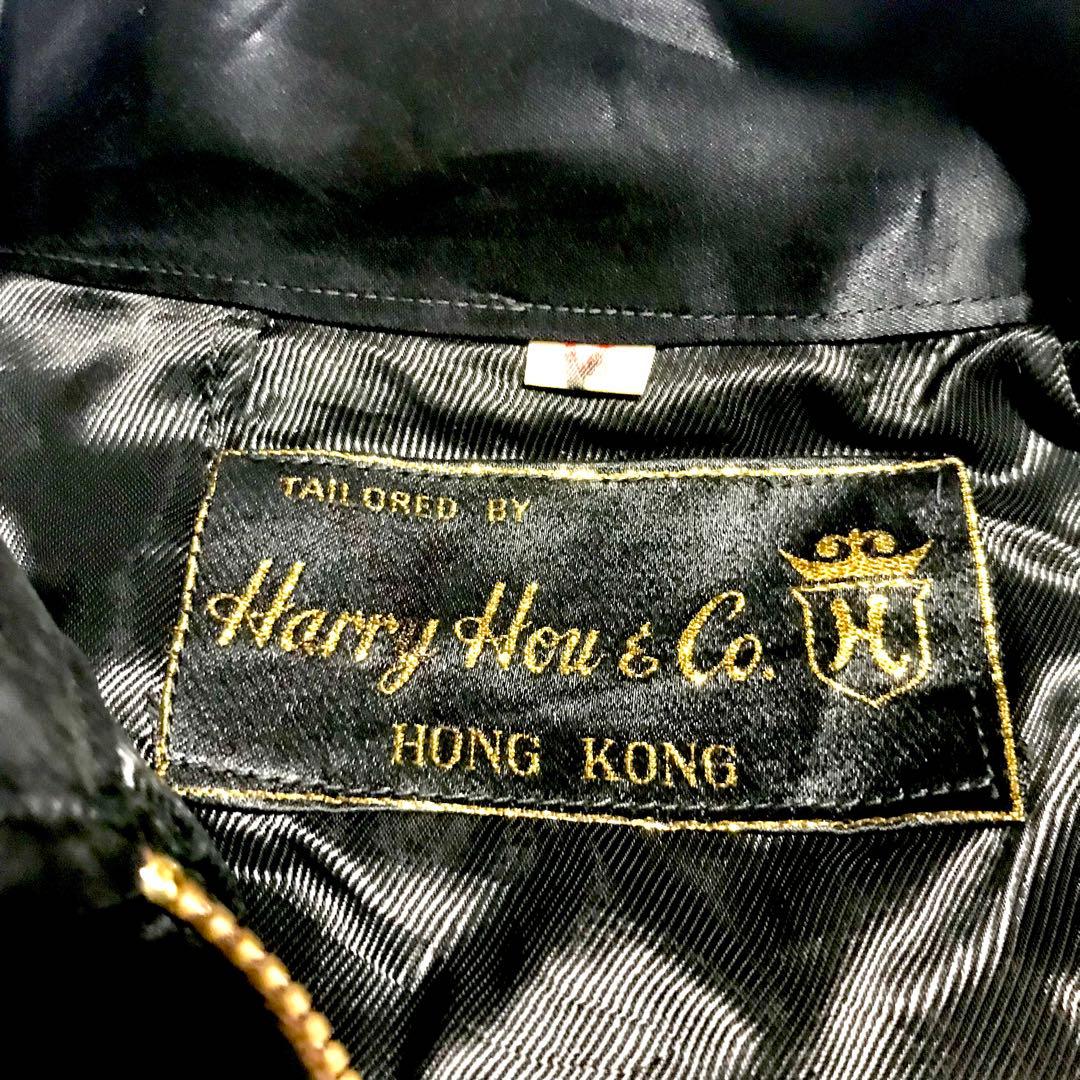 TAILORED BY
Harry Hou & Co.
H
HONG KONG